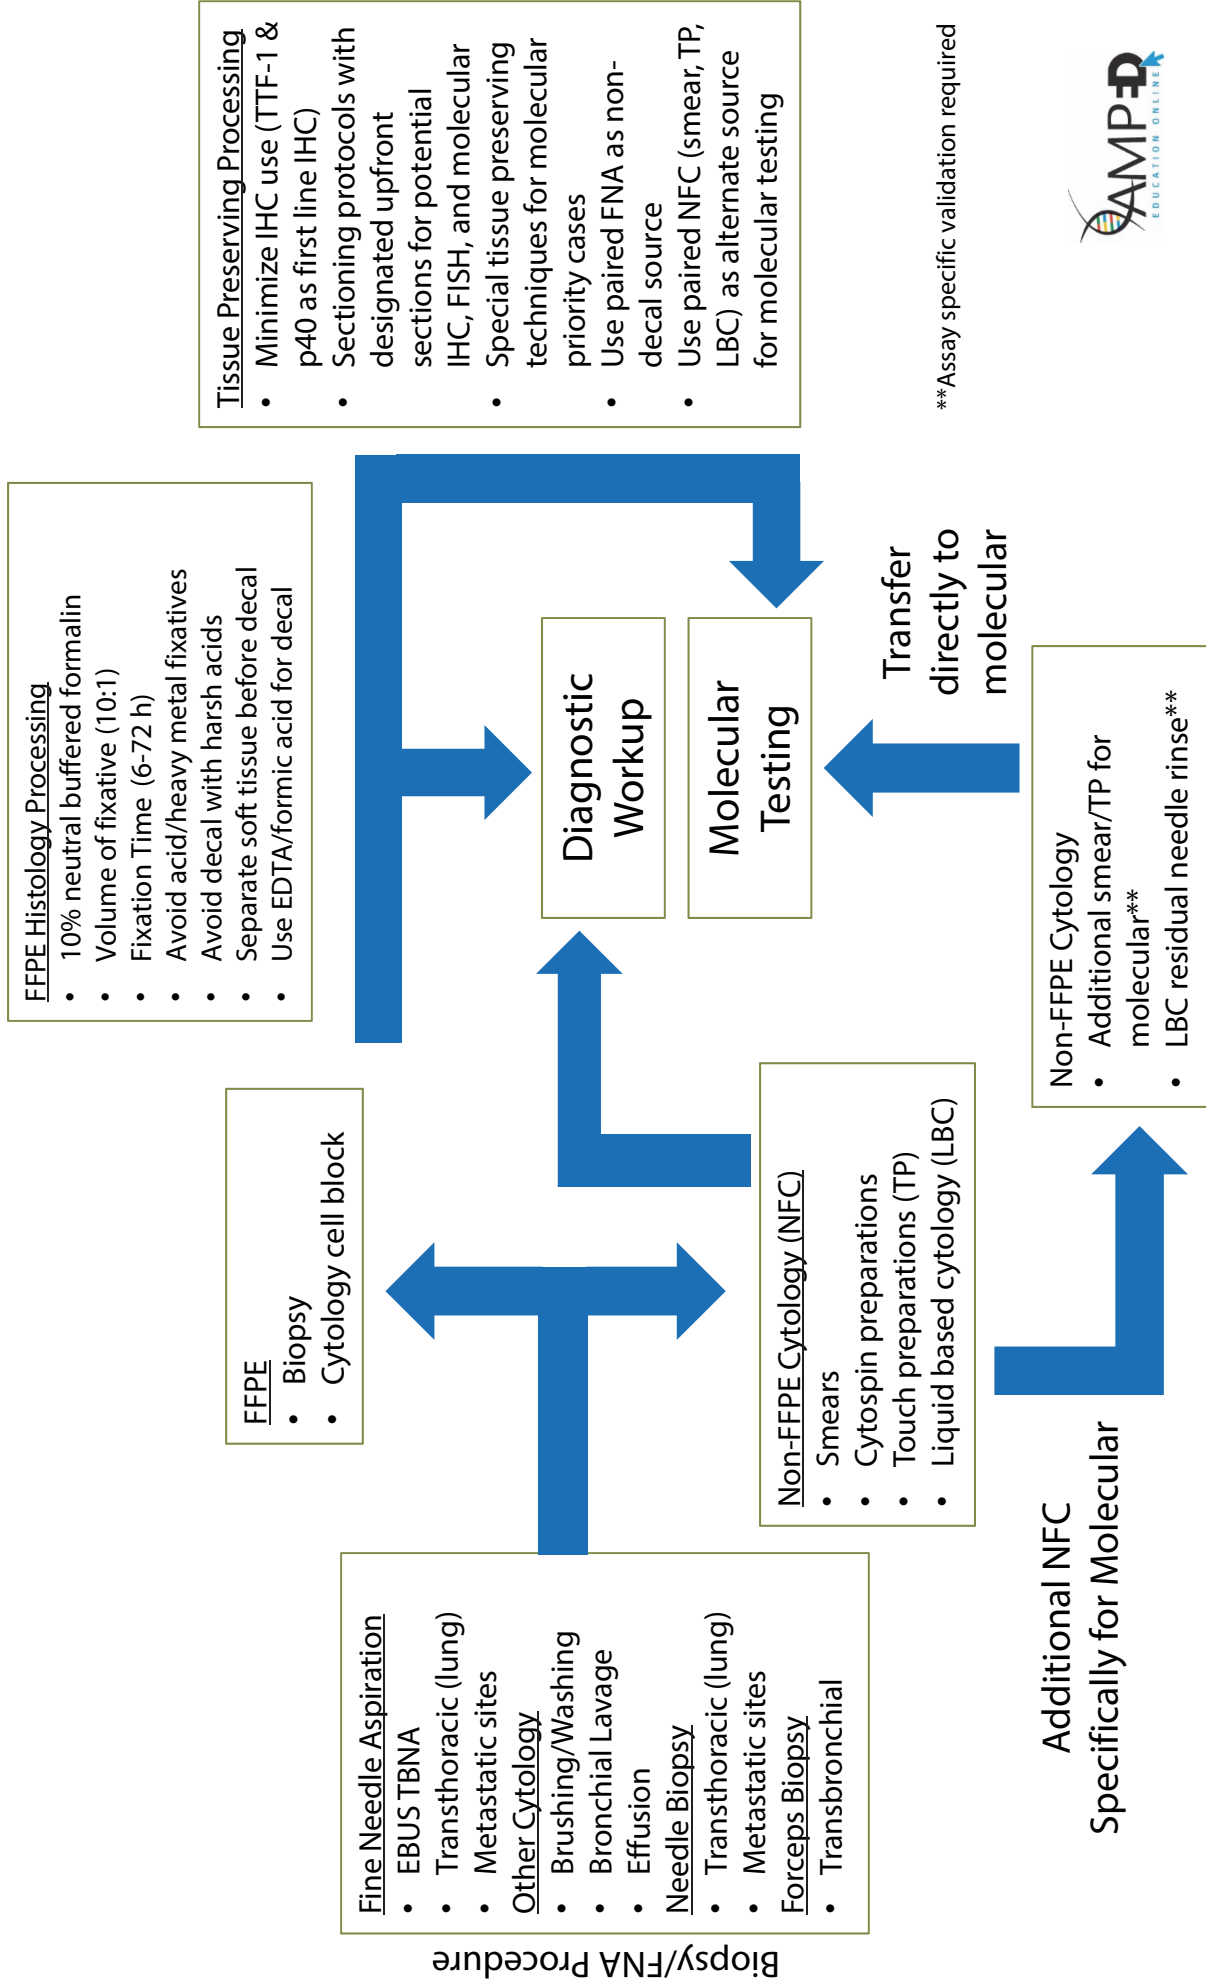 Biopsy/FNA Procedure
Fine Needle Aspiration
• EBUS TBNA
• Transthoracic (lung)
• Metastatic sites
Other Cytology
• Brushing/Washing
• Bronchial Lavage
• Effusion
Needle Biopsy
• Transthoracic (lung)
• Metastatic sites
Forceps Biopsy
• Transbronchial
FFPE
• Biopsy
• Cytology cell block
FFPE Histology Processing
• 10% neutral buffered formalin
• Volume of fixative (10:1)
• Fixation Time (6-72 h)
• Avoid acid/heavy metal fixatives
• Avoid decal with harsh acids
• Separate soft tissue before decal
• Use EDTA/formic acid for decal
Tissue Preserving Processing
• Minimize IHC use (TTF-1 &
p40 as first line IHC)
• Sectioning protocols with
designated upfront
sections for potential
IHC, FISH, and molecular
• Special tissue preserving
techniques for molecular
priority cases
• Use paired FNA as non-
decal source
• Use paired NFC (smear, TP,
LBC) as alternate source
for molecular testing
Diagnostic
Workup
Molecular
Testing
Non-FFPE Cytology (NFC)
• Smears
• Cytospin preparations
• Touch preparations (TP)
• Liquid based cytology (LBC)
Additional NFC
Specifically for Molecular
Non-FFPE Cytology
• Additional smear/TP for
molecular**
• LBC residual needle rinse**
Transfer
directly to
molecular
**Assay specific validation required
AMPED
EDUCATION ONLINE